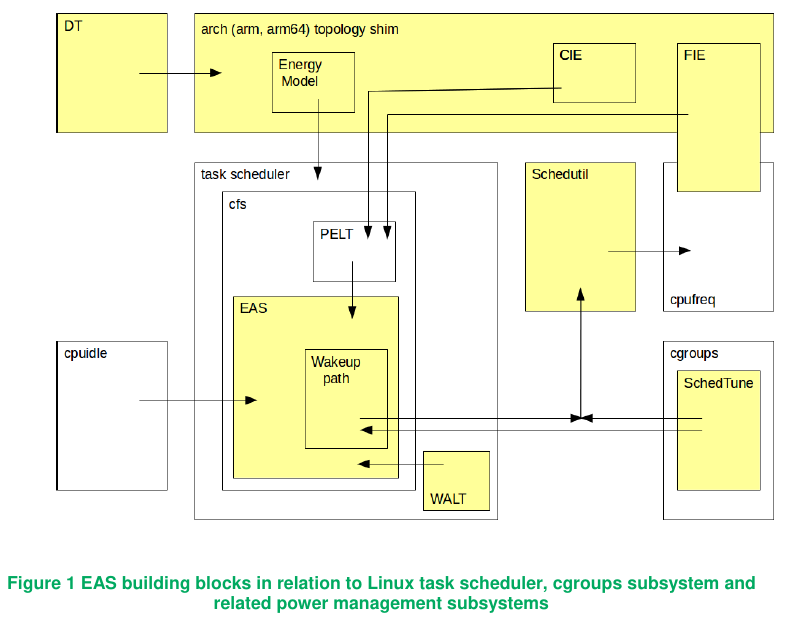 DT
arch (arm, arm64) topology shim
Energy
Model
CIE
FIE
task scheduler
cfs
PELT
Schedutil
cpufreq
EAS
Wakeup
path
cpuidle
cgroups
SchedTune
WALT
Figure 1 EAS building blocks in relation to Linux task scheduler, cgroups subsystem and
related power management subsystems